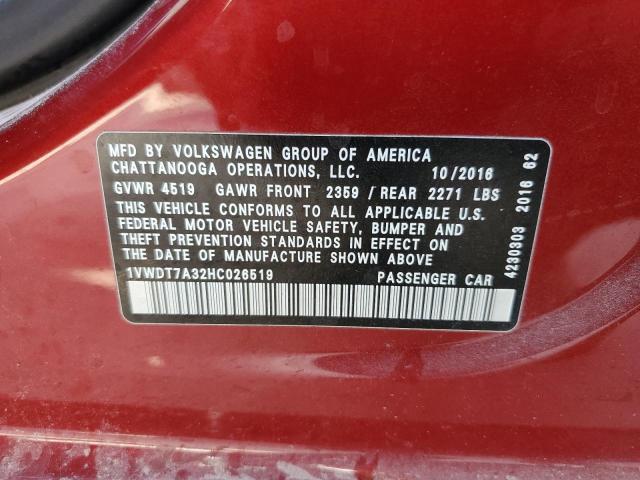 MFD BY VOLKSWAGEN GROUP OF AMERICA
CHATTANOOGA OPERATIONS, LLC. 10/2016
GVWR 4519 GAWR FRONT 2359 / REAR 2271 LBS
THIS VEHICLE CONFORMS TO ALL APPLICABLE U.S.
FEDERAL MOTOR VEHICLE SAFETY, BUMPER AND
THEFT PREVENTION STANDARDS IN EFFECT ON
THE DATE OF MANUFACTURE SHOWN ABOVE
1VWDT7A32HC026519 PASSENGER CAR
4230303 2016 62